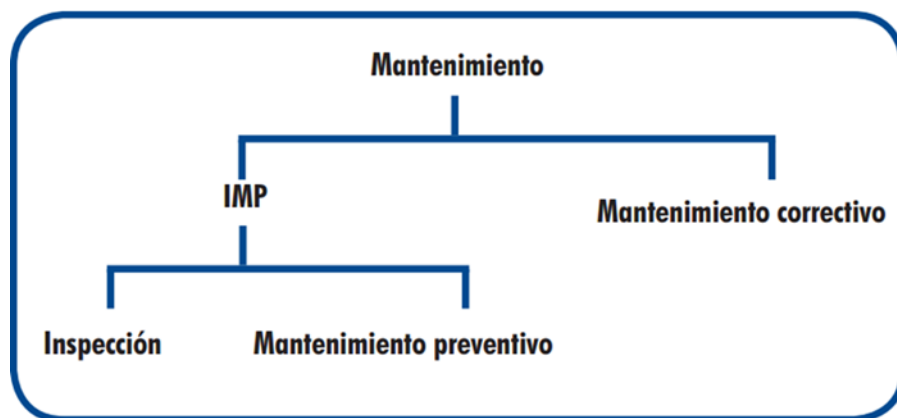 Mantenimiento
IMP
Mantenimiento correctivo
Inspección
Mantenimiento preventivo